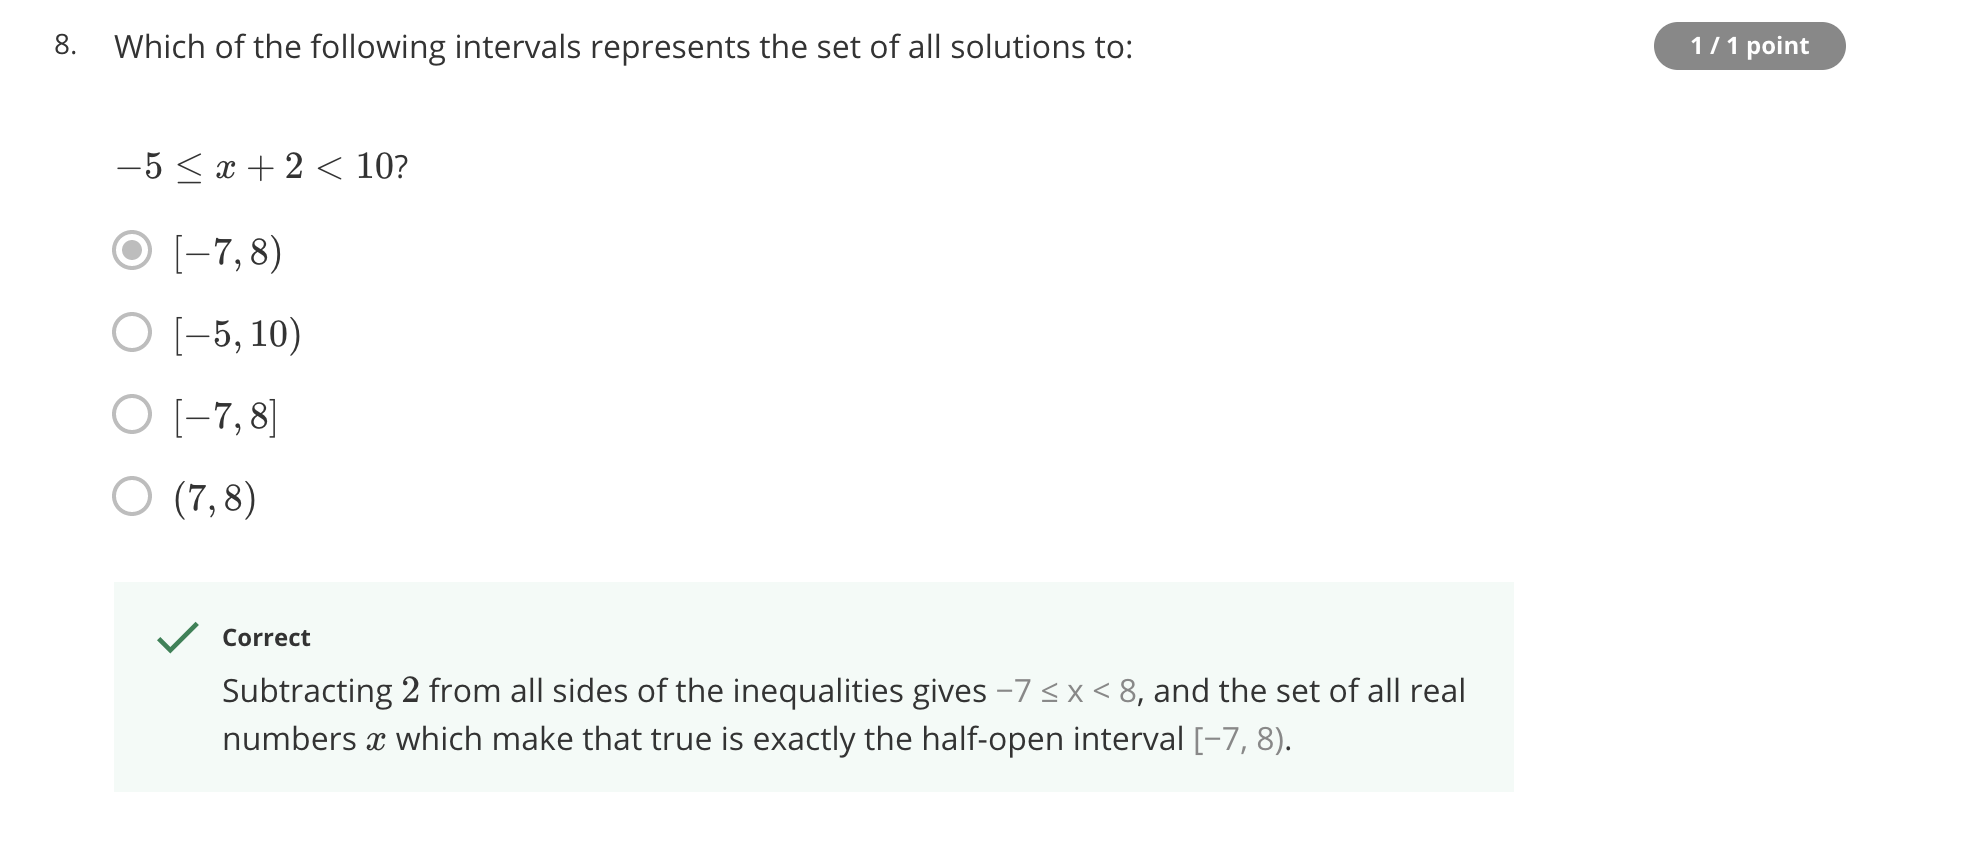 8. Which of the following intervals represents the set of all solutions to:
1 / 1 point
−5 ≤ x + 2 < 10?
[−7, 8)
[−5, 10)
[−7, 8]
(7, 8)
Correct
Subtracting 2 from all sides of the inequalities gives −7 ≤ x < 8, and the set of all real
numbers x which make that true is exactly the half-open interval [−7, 8).